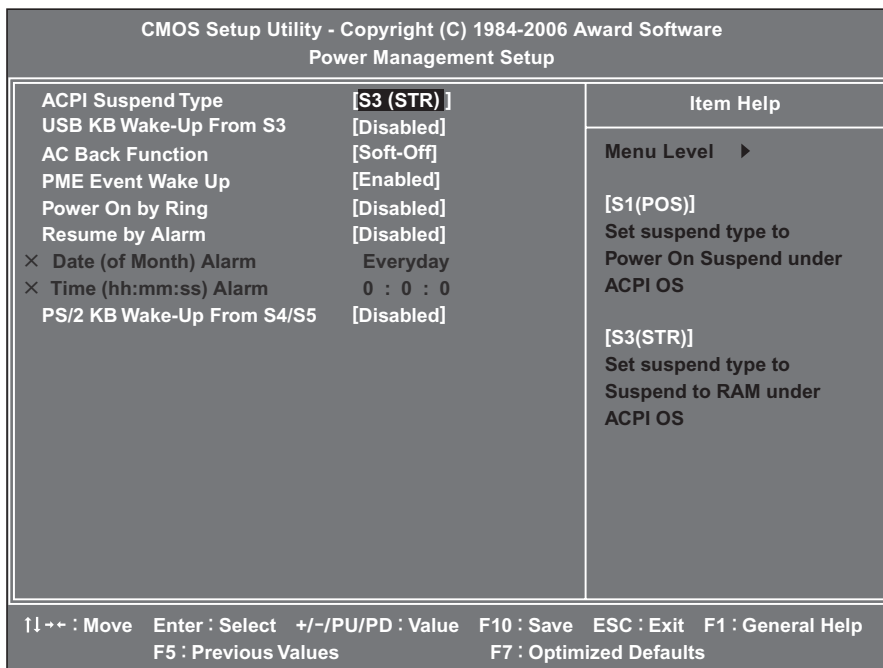 CMOS Setup Utility - Copyright (C) 1984-2006 Award Software
Power Management Setup
ACPI Suspend Type [S3 (STR) ]
USB KB Wake-Up From S3 [Disabled]
AC Back Function [Soft-Off]
PME Event Wake Up [Enabled]
Power On by Ring [Disabled]
Resume by Alarm [Disabled]
× Date (of Month) Alarm Everyday
× Time (hh:mm:ss) Alarm 0 : 0 : 0
PS/2 KB Wake-Up From S4/S5 [Disabled]
Item Help
Menu Level ▶
[S1(POS)]
Set suspend type to
Power On Suspend under
ACPI OS
[S3(STR)]
Set suspend type to
Suspend to RAM under
ACPI OS
↑↓→← : Move Enter : Select +/-/PU/PD : Value F10 : Save ESC : Exit F1 : General Help
F5 : Previous Values F7 : Optimized Defaults